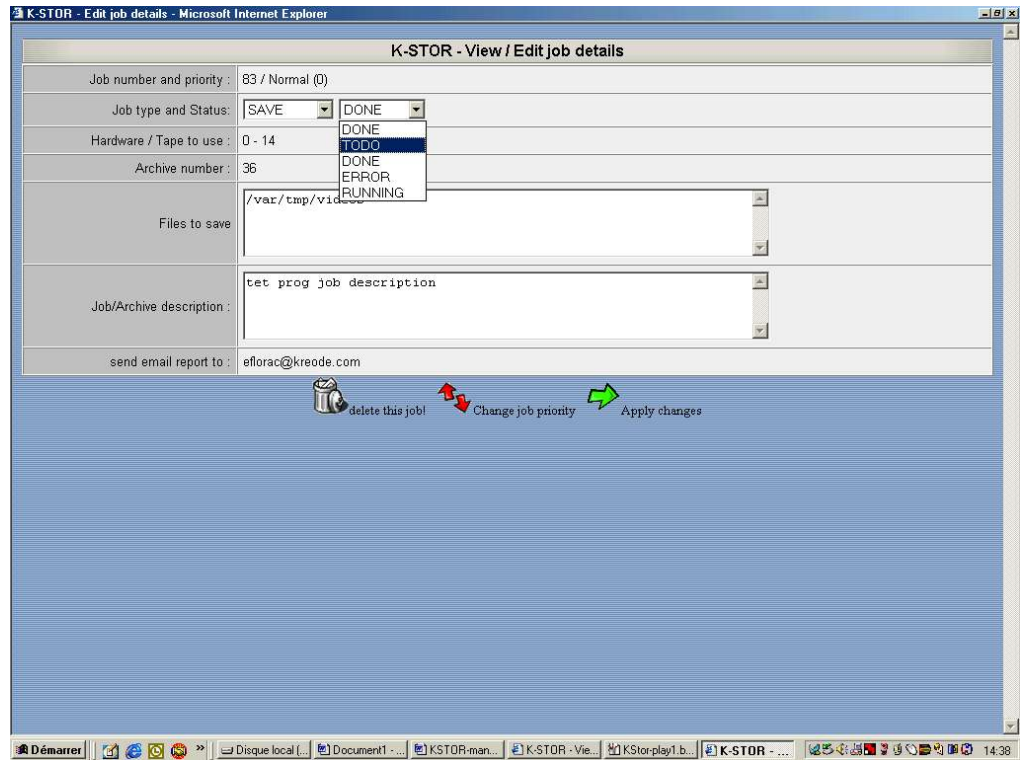 K-STOR - Edit job details - Microsoft Internet Explorer
K-STOR - View / Edit job details
Job number and priority : 83 / Normal (0)
Job type and Status: SAVE DONE
DONE
TODO
DONE
ERROR
RUNNING
Hardware / Tape to use : 0 - 14
Archive number : 36
Files to save /var/tmp/videos
Job/Archive description : tet prog job description
send email report to : eflorac@kreode.com
delete this job! Change job priority Apply changes
Démarrer » Disque local (... Document1 - ... KSTOR-man... K-STOR - Vie... KStor-play1.b... K-STOR - ... 14:38